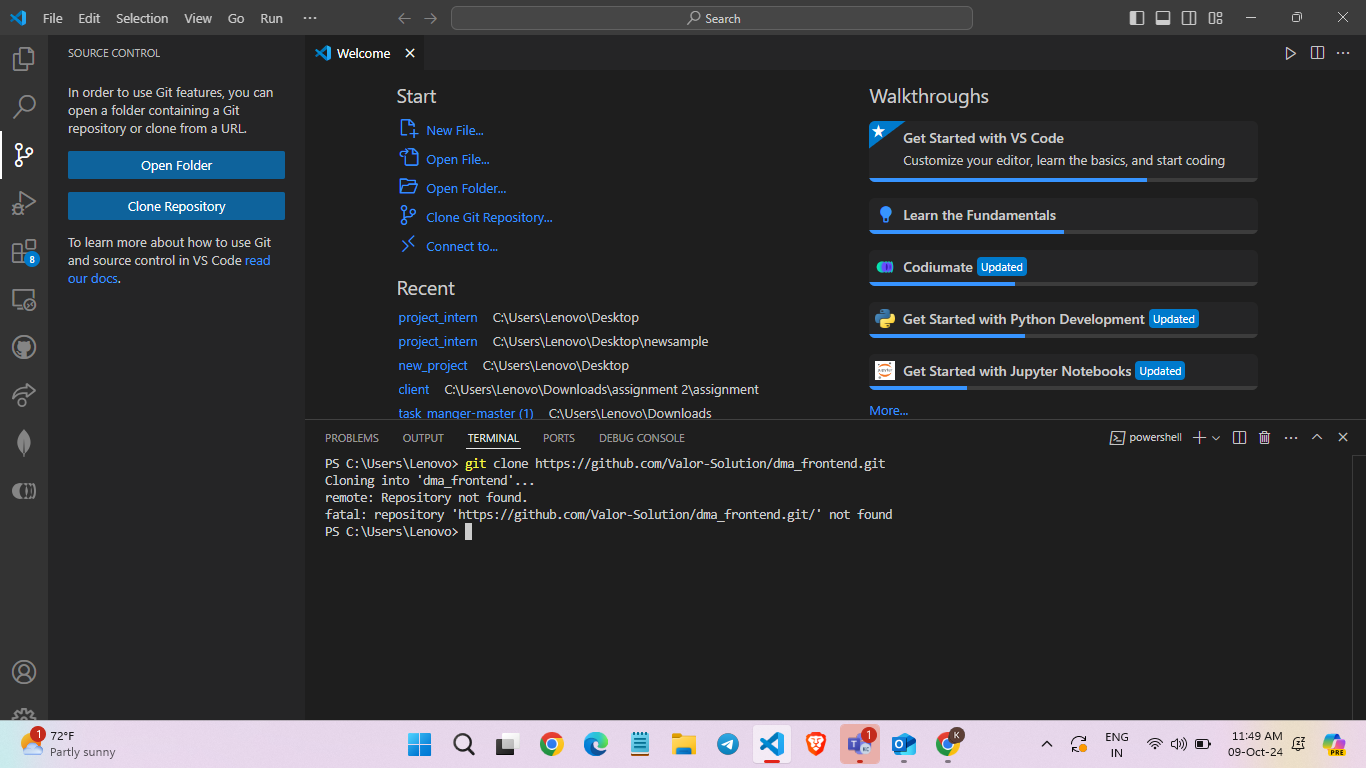 File Edit Selection View Go Run ···
Search
SOURCE CONTROL
In order to use Git features, you can
open a folder containing a Git
repository or clone from a URL.
Open Folder
Clone Repository
To learn more about how to use Git
and source control in VS Code read
our docs.
8
Welcome
Start
New File...
Open File...
Open Folder...
Clone Git Repository...
Connect to...
Recent
project_intern C:\Users\Lenovo\Desktop
project_intern C:\Users\Lenovo\Desktop\newsample
new_project C:\Users\Lenovo\Desktop
client C:\Users\Lenovo\Downloads\assignment 2\assignment
task_manger-master (1) C:\Users\Lenovo\Downloads
Walkthroughs
Get Started with VS Code
Customize your editor, learn the basics, and start coding
Learn the Fundamentals
Codiumate Updated
Get Started with Python Development Updated
Get Started with Jupyter Notebooks Updated
More...
PROBLEMS OUTPUT TERMINAL PORTS DEBUG CONSOLE
powershell
PS C:\Users\Lenovo> git clone https://github.com/Valor-Solution/dma_frontend.git
Cloning into 'dma_frontend'...
remote: Repository not found.
fatal: repository 'https://github.com/Valor-Solution/dma_frontend.git/' not found
PS C:\Users\Lenovo>
1
72°F
Partly sunny
1
K
ENG
IN
11:49 AM
09-Oct-24
PRE